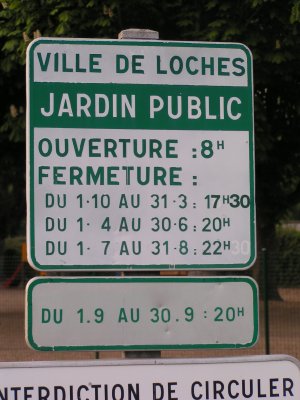 VILLE DE LOCHES
JARDIN PUBLIC
OUVERTURE : 8H
FERMETURE :
DU 1·10 AU 31·3 : 17H30
DU 1· 4 AU 30·6 : 20H
DU 1· 7 AU 31·8 : 22H30
DU 1.9 AU 30.9 : 20H
INTERDICTION DE CIRCULER